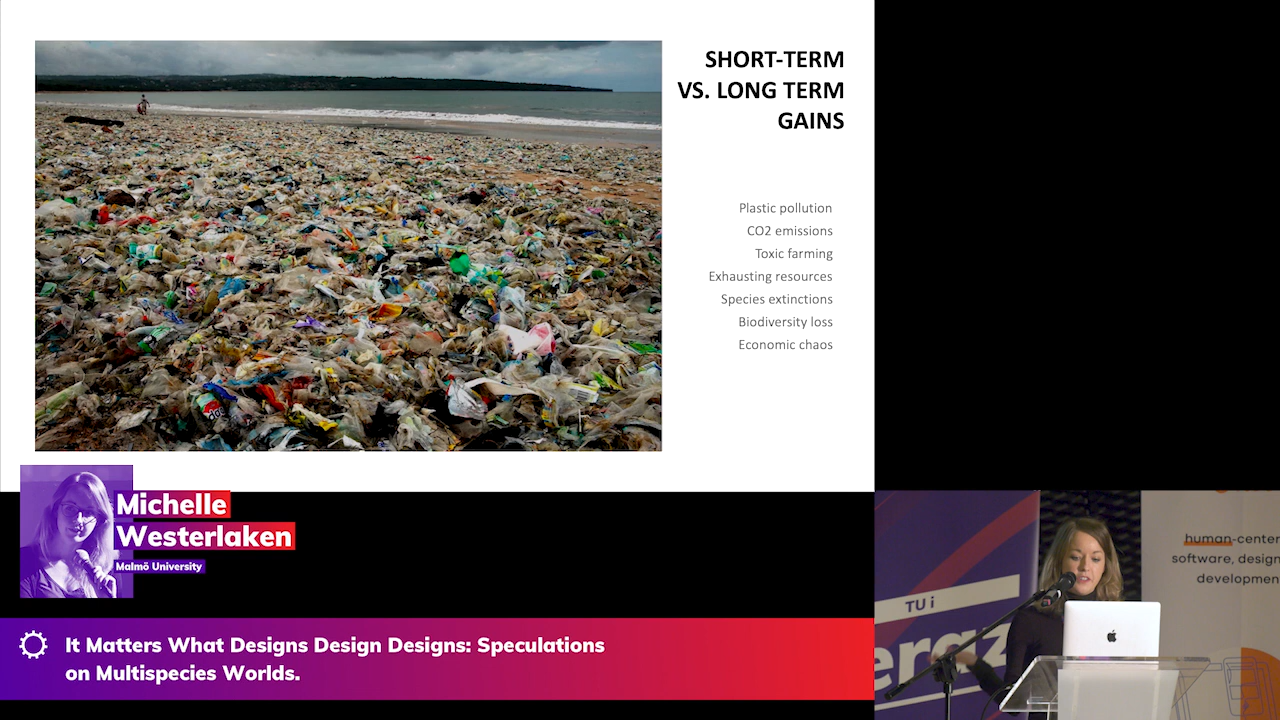 SHORT-TERM
VS. LONG TERM
GAINS
Plastic pollution
CO2 emissions
Toxic farming
Exhausting resources
Species extinctions
Biodiversity loss
Economic chaos
Michelle
Westerlaken
Malmö University
It Matters What Designs Design Designs: Speculations
on Multispecies Worlds.
TU i
eraz
human-center
software, design
developmen